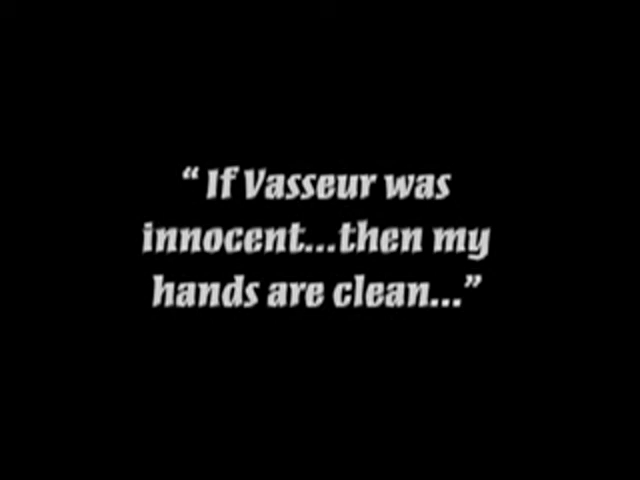 “ If Vasseur was
innocent...then my
hands are clean...”